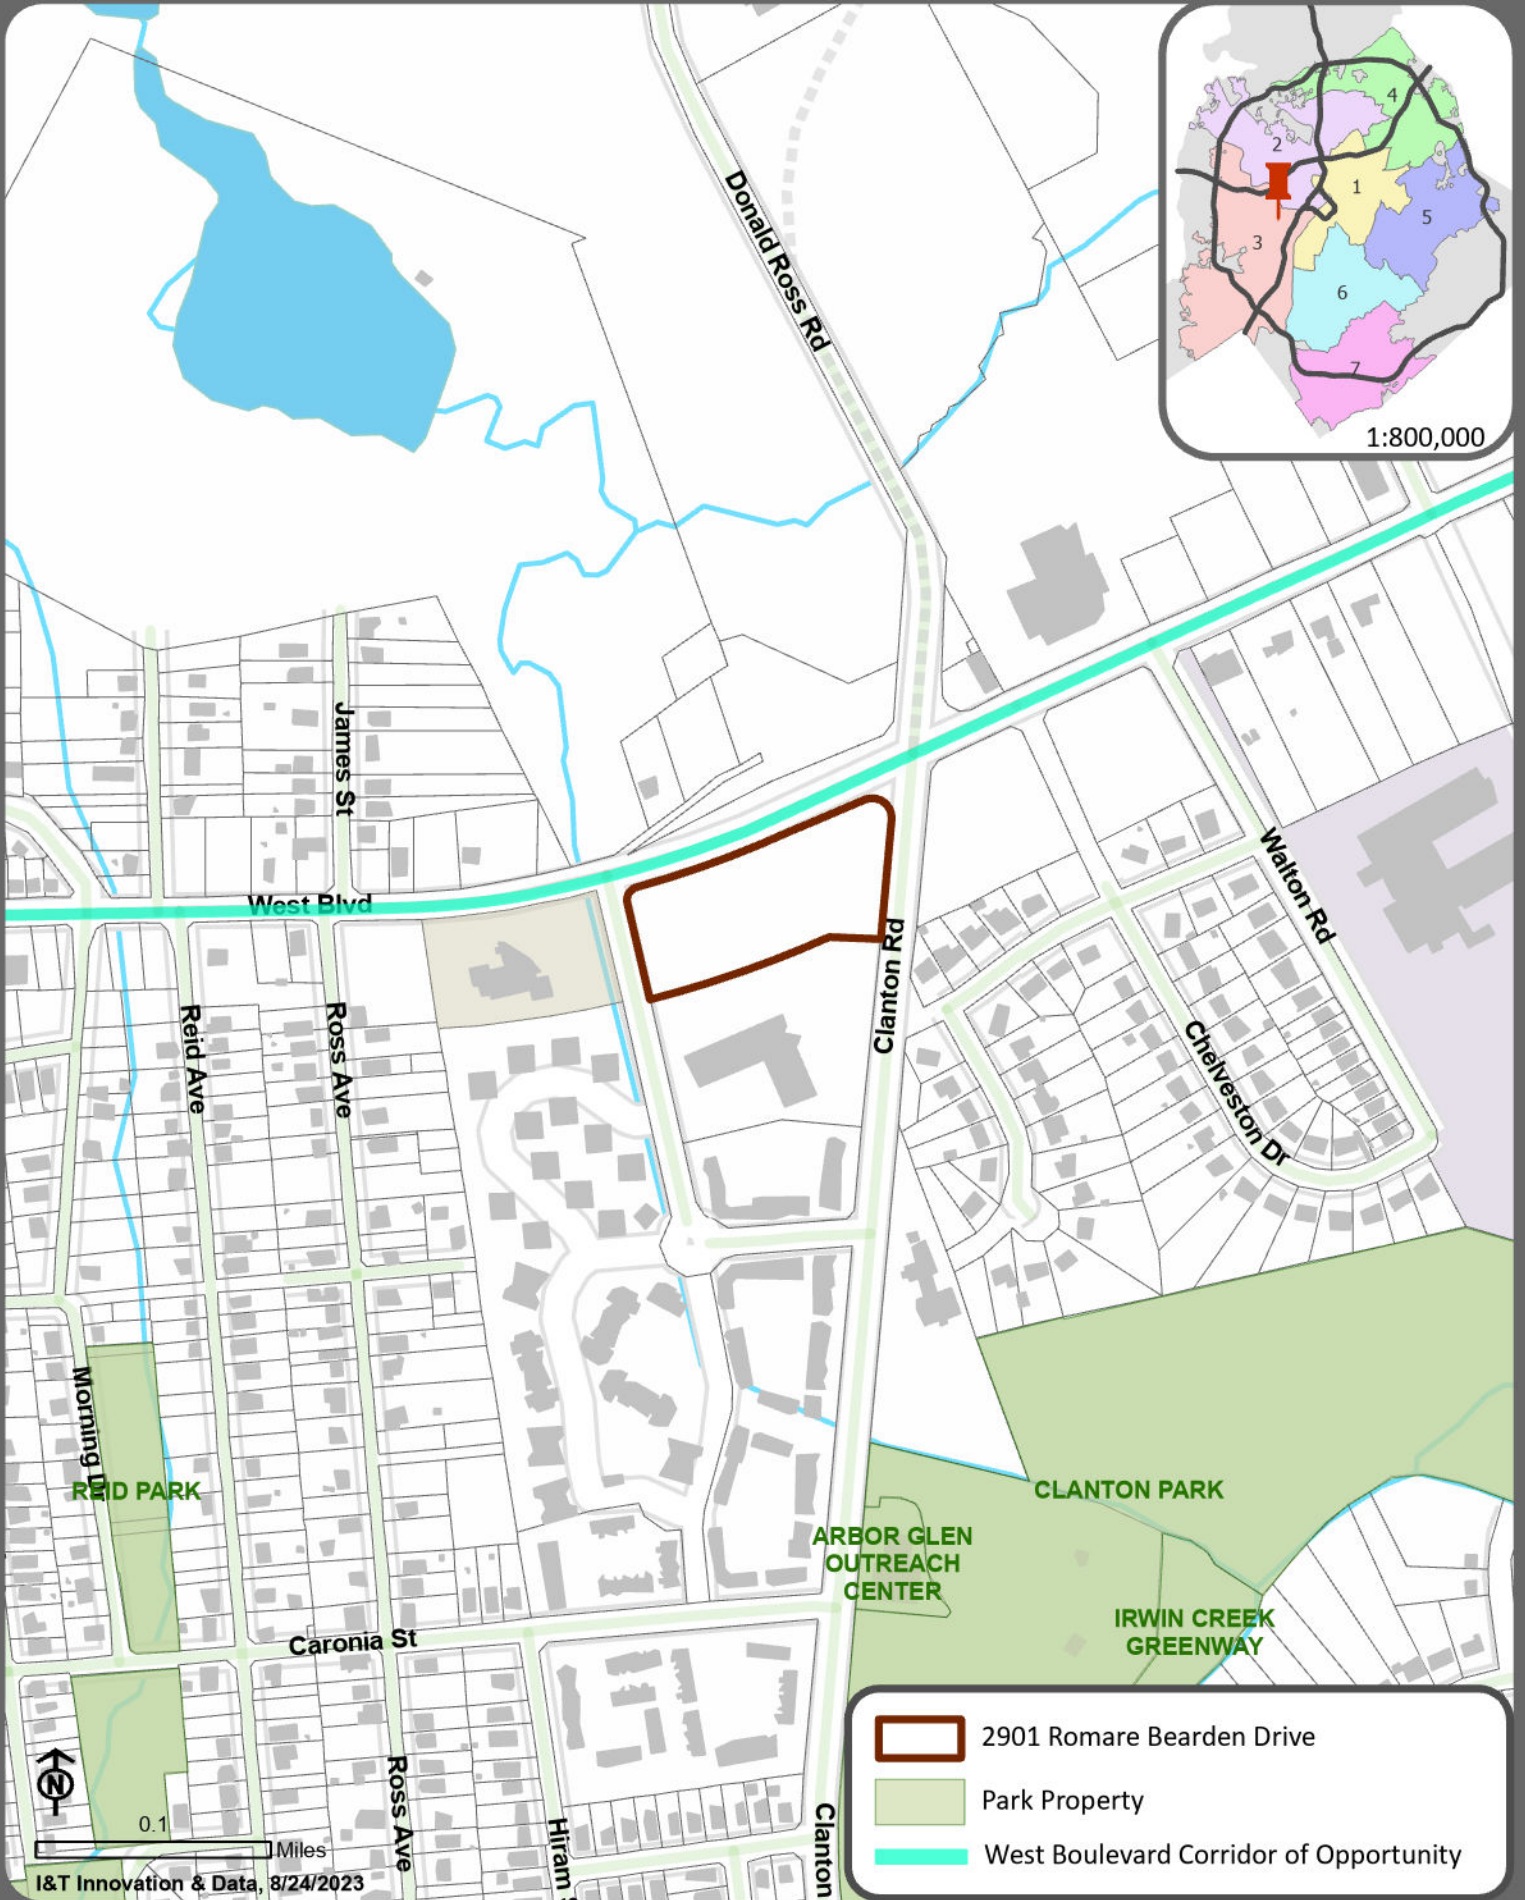 4
2
1
5
3
6
7
1:800,000
Donald Ross Rd
James St
West Blvd
Walton Rd
Clanton Rd
Reid Ave
Ross Ave
Chelveston Dr
Morning D
REID PARK
CLANTON PARK
ARBOR GLEN
OUTREACH
CENTER
IRWIN CREEK
GREENWAY
Caronia St
Ross Ave
Hiram S
Clanton
2901 Romare Bearden Drive
Park Property
West Boulevard Corridor of Opportunity
N
0.1
Miles
I&T Innovation & Data, 8/24/2023